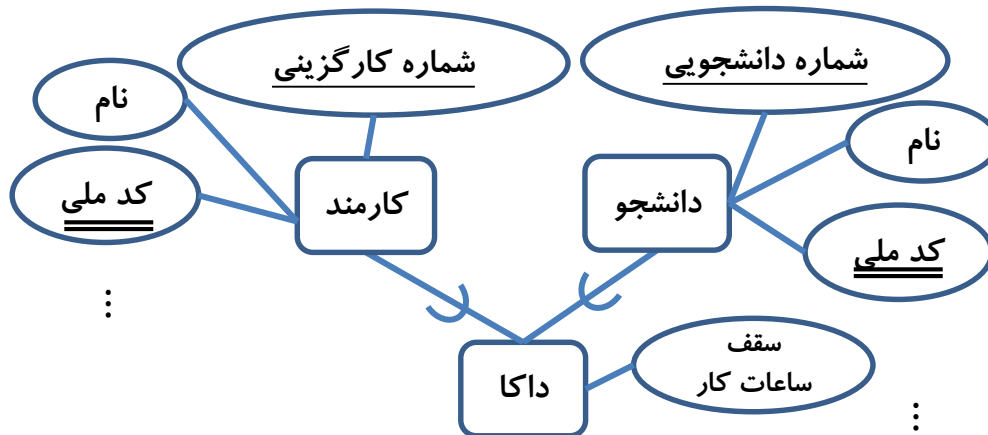 شماره دانشجویی
شماره کارگزینی
نام
نام
کد ملی
کد ملی
دانشجو
کارمند
داکا
سقف
ساعات کار
...
...